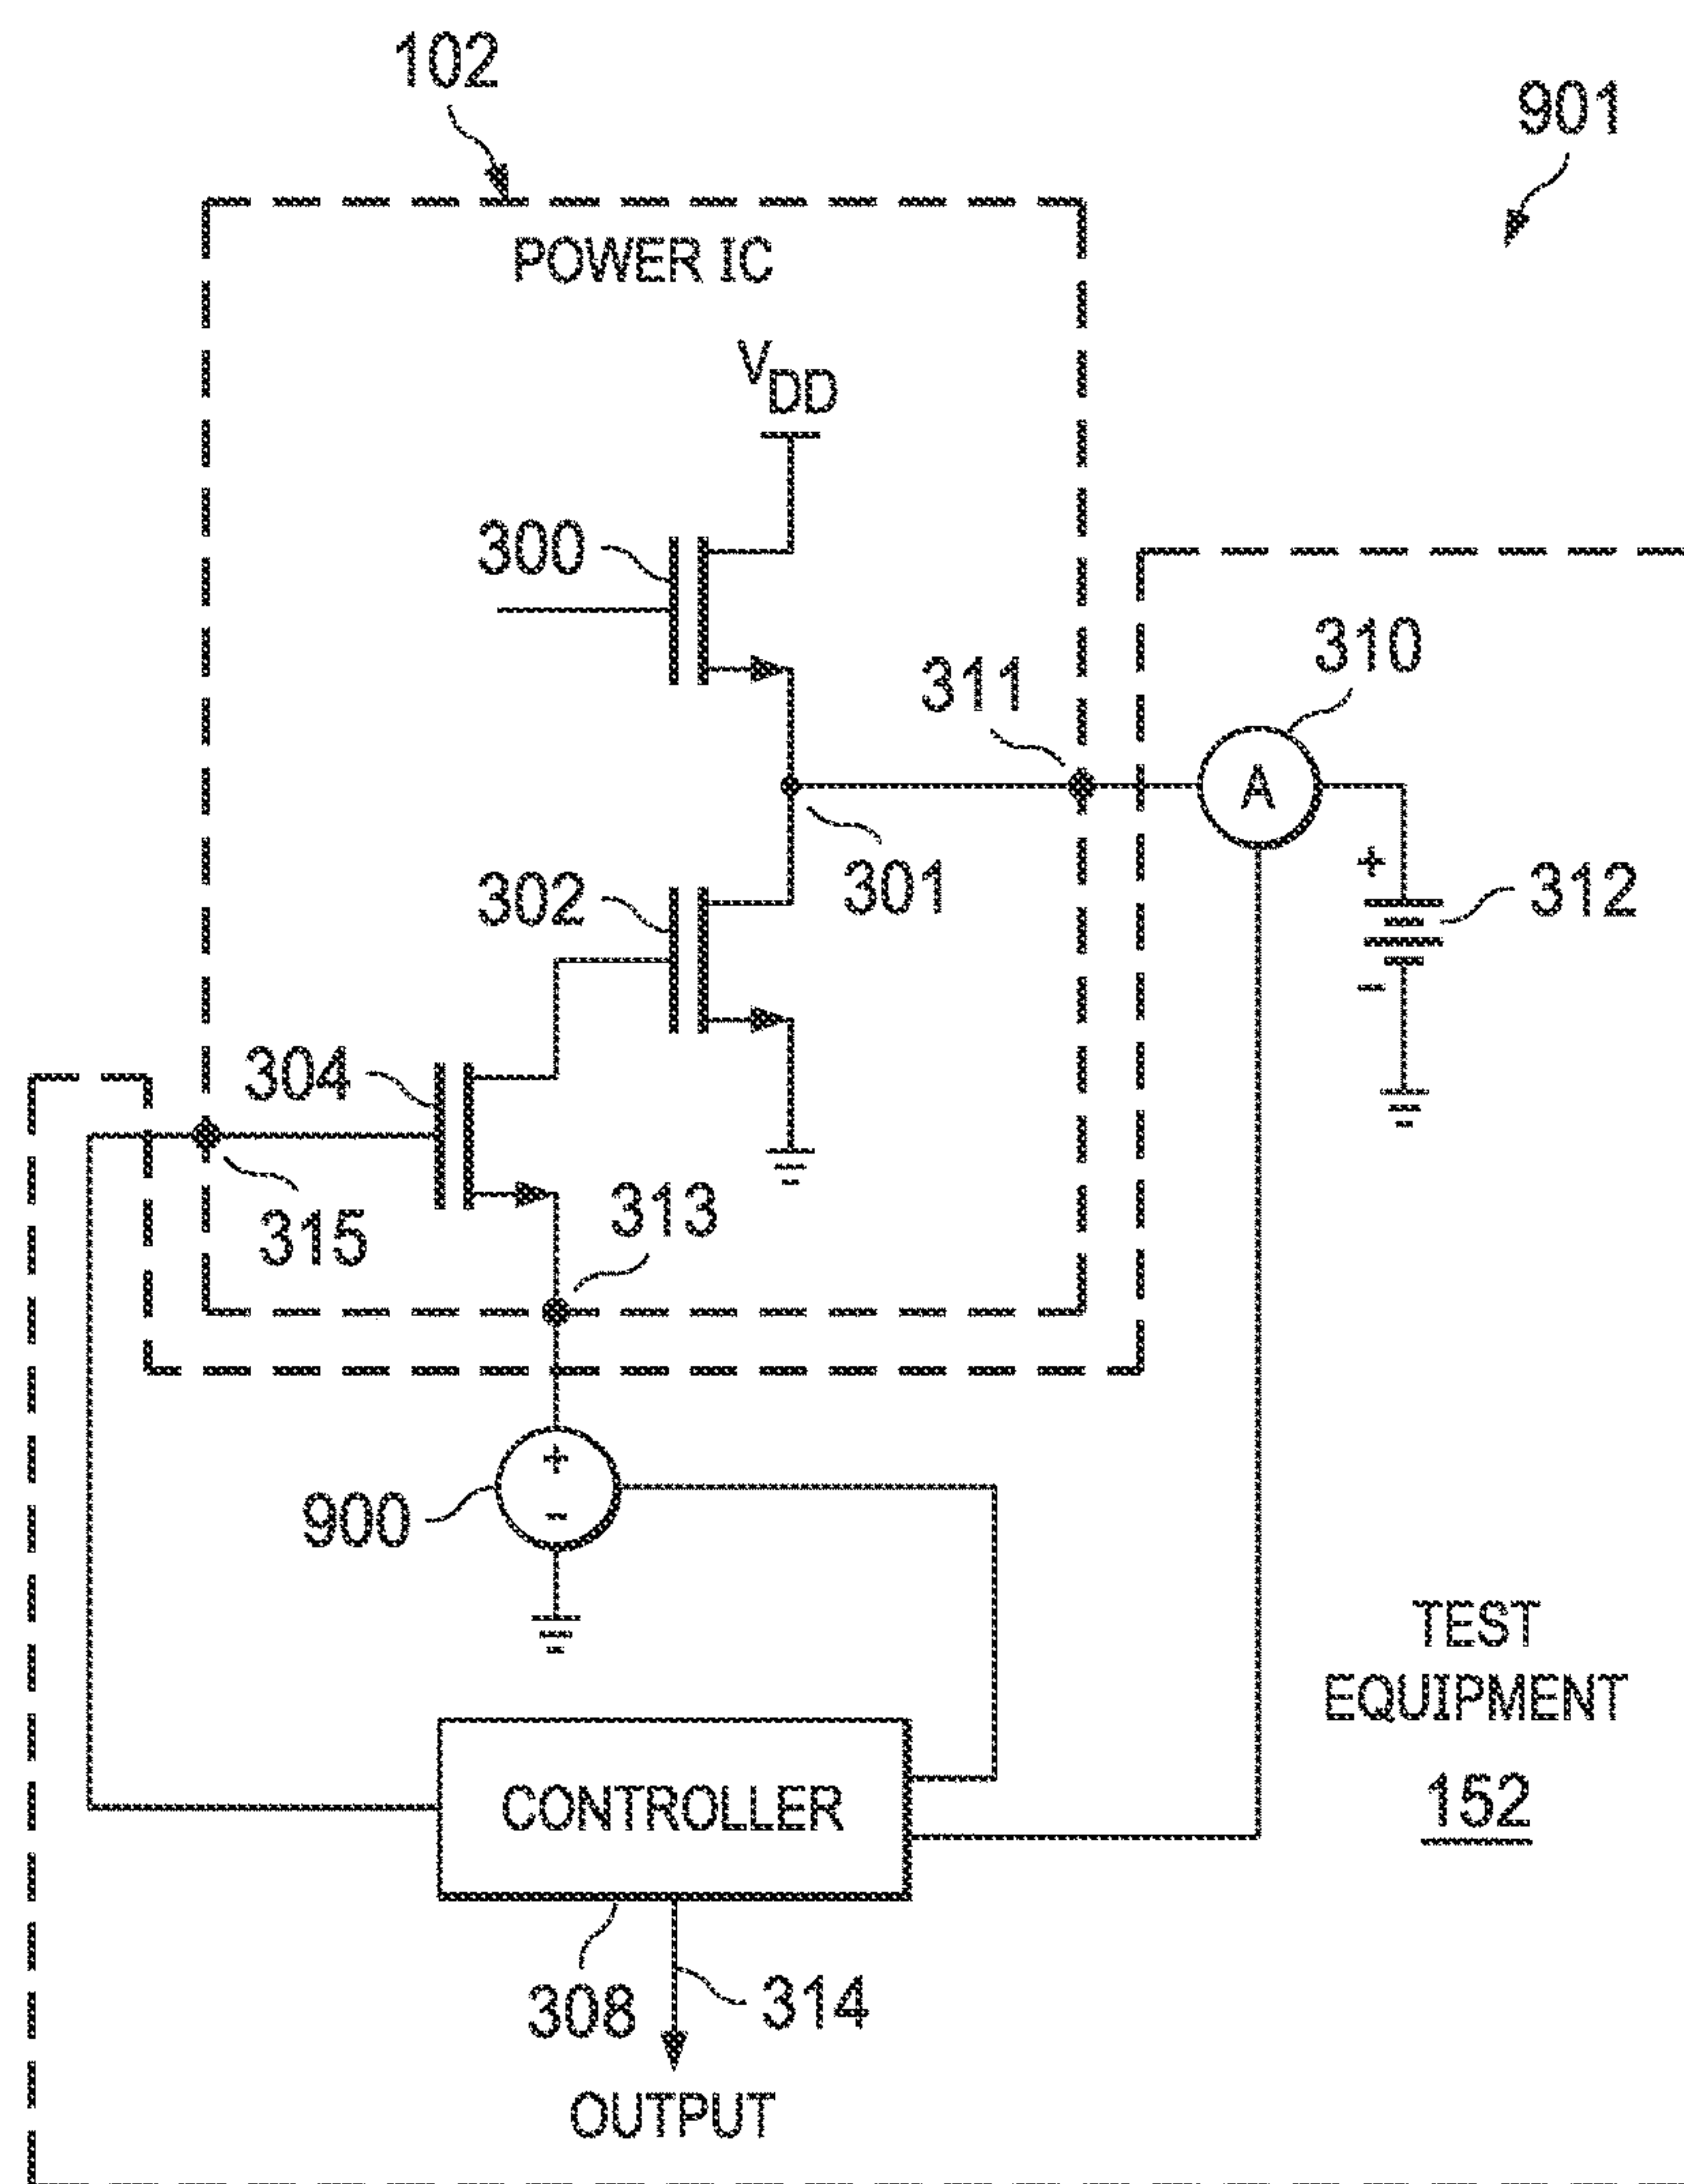 102
901
POWER IC
VDD
300
310
311
301
302
A
+
312
-
304
315
313
+
-
900
TEST
EQUIPMENT
152
CONTROLLER
308
314
OUTPUT